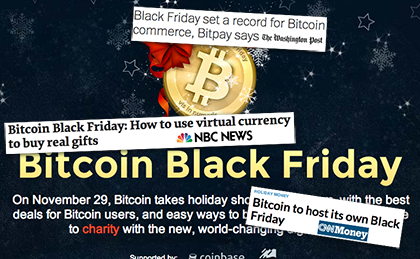 Black Friday set a record for Bitcoin
commerce, Bitpay says The Washington Post
Bitcoin Black Friday: How to use virtual currency
to buy real gifts
NBC NEWS
Bitcoin Black Friday
On November 29, Bitcoin takes holiday sho with the best
deals for Bitcoin users, and easy ways to b
HOLIDAY MONEY
Bitcoin to host its own Black
Friday
CNNMoney
to charity with the new, world-changing
Supported by: coinbase